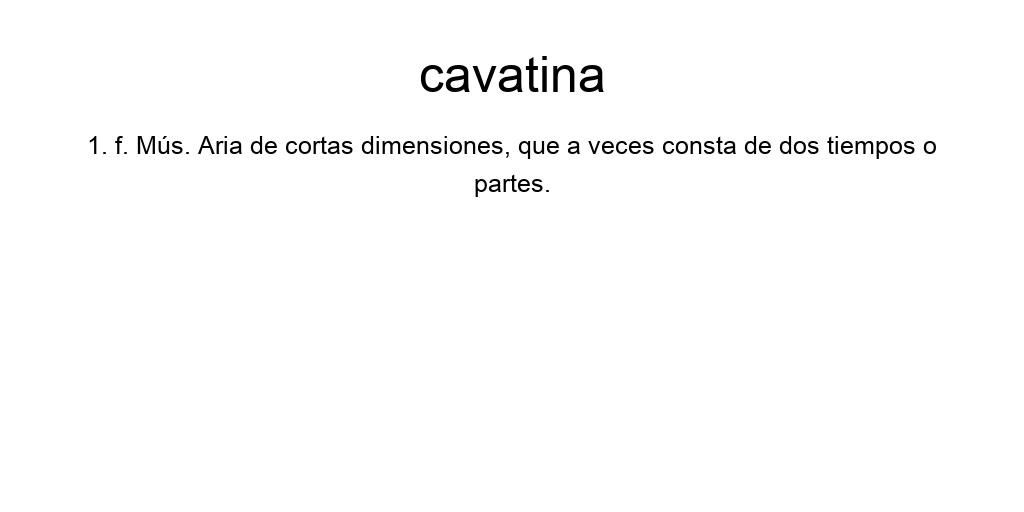 cavatina
1. f. Mús. Aria de cortas dimensiones, que a veces consta de dos tiempos o
partes.